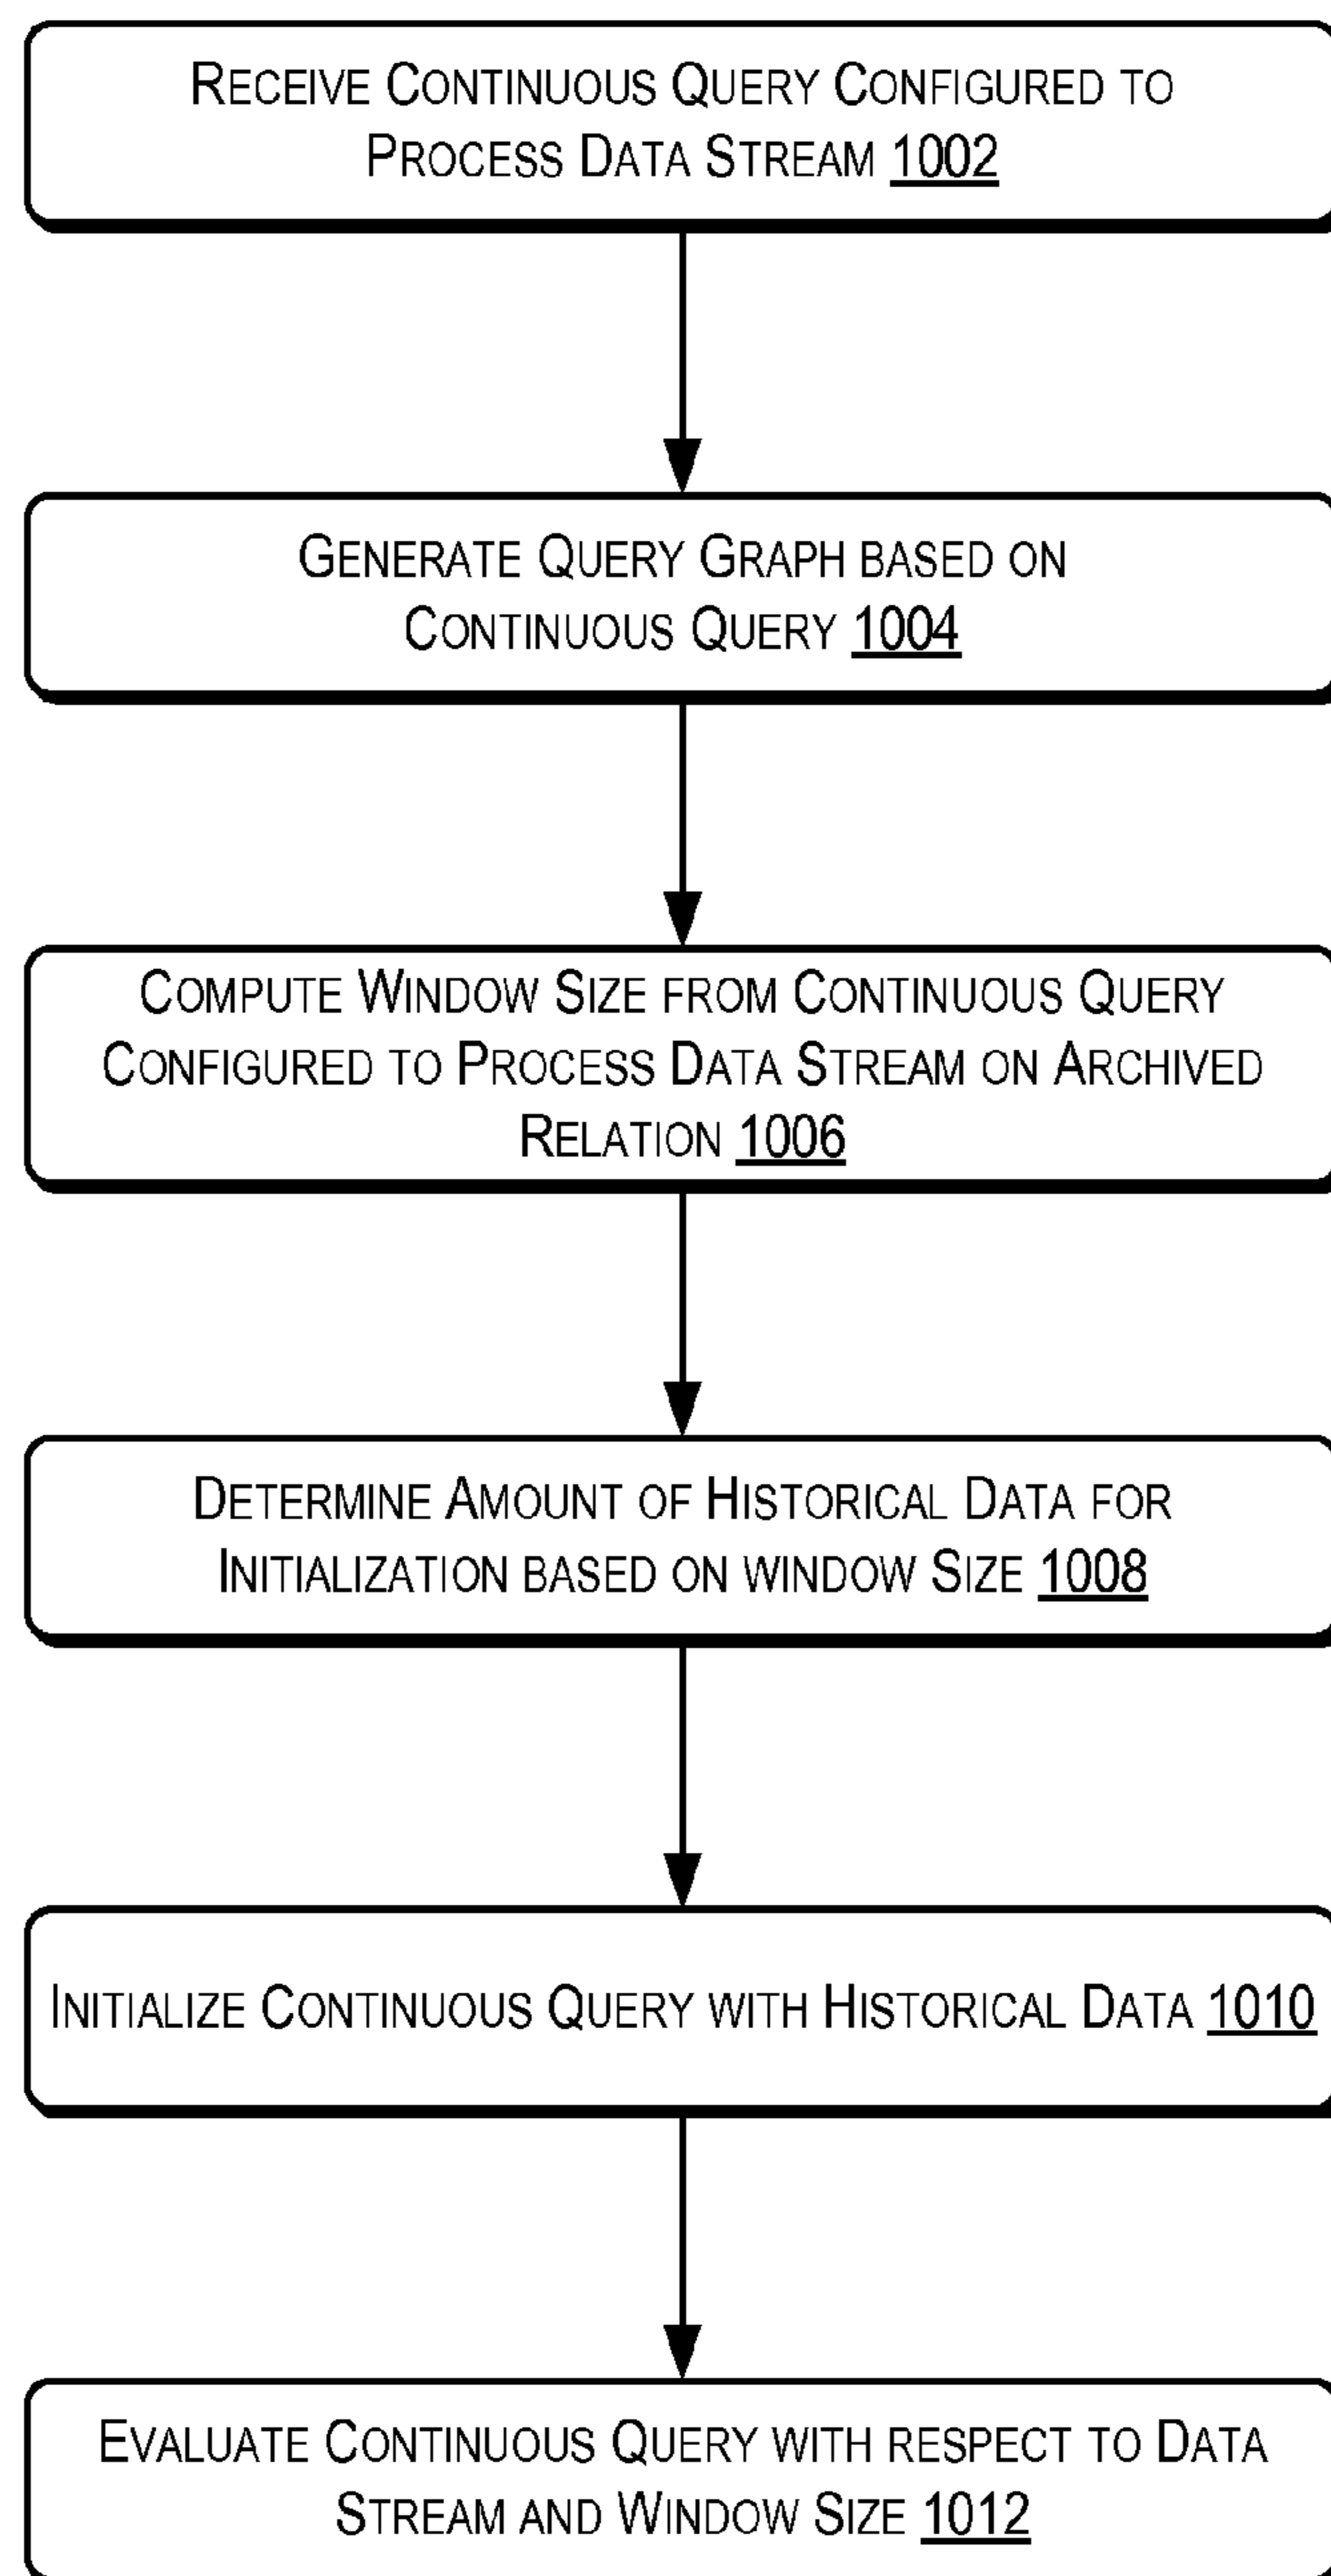 RECEIVE CONTINUOUS QUERY CONFIGURED TO
PROCESS DATA STREAM 1002
GENERATE QUERY GRAPH BASED ON
CONTINUOUS QUERY 1004
COMPUTE WINDOW SIZE FROM CONTINUOUS QUERY
CONFIGURED TO PROCESS DATA STREAM ON ARCHIVED
RELATION 1006
DETERMINE AMOUNT OF HISTORICAL DATA FOR
INITIALIZATION BASED ON WINDOW SIZE 1008
INITIALIZE CONTINUOUS QUERY WITH HISTORICAL DATA 1010
EVALUATE CONTINUOUS QUERY WITH RESPECT TO DATA
STREAM AND WINDOW SIZE 1012